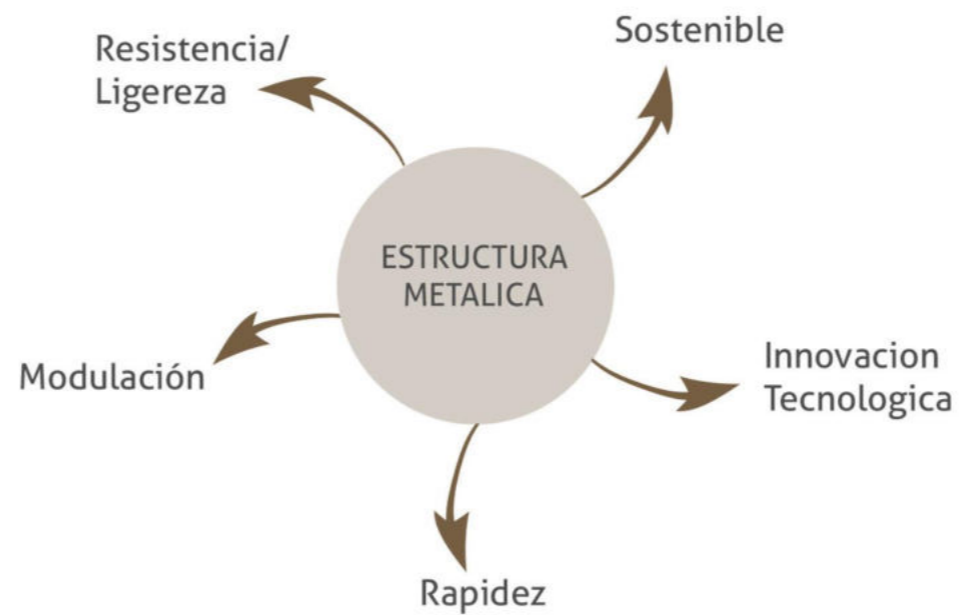 Sostenible
Resistencia/
Ligereza
ESTRUCTURA
METALICA
Innovacion
Tecnologica
Modulación
Rapidez